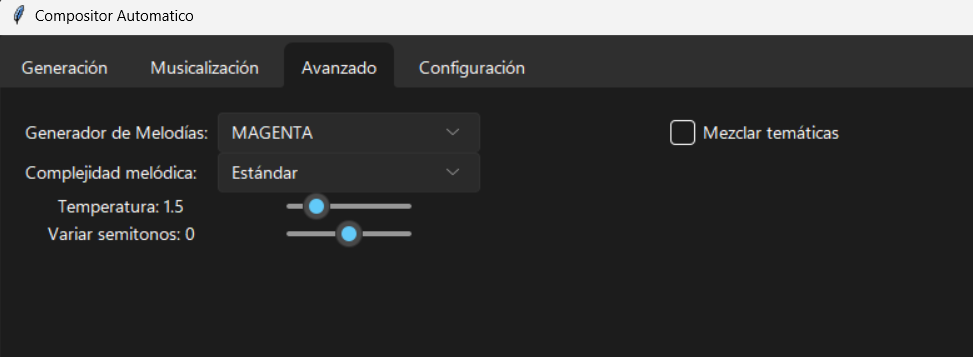 Compositor Automatico
Generación Musicalización Avanzado Configuración
Generador de Melodías: MAGENTA Mezclar temáticas
Complejidad melódica: Estándar
Temperatura: 1.5
Variar semitonos: 0